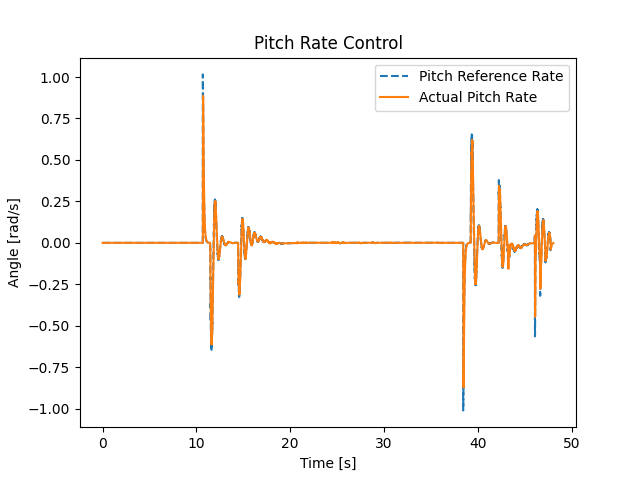 Pitch Rate Control
Pitch Reference Rate
Actual Pitch Rate
1.00
0.75
0.50
0.25
0.00
−0.25
−0.50
−0.75
−1.00
Angle [rad/s]
0 10 20 30 40 50
Time [s]